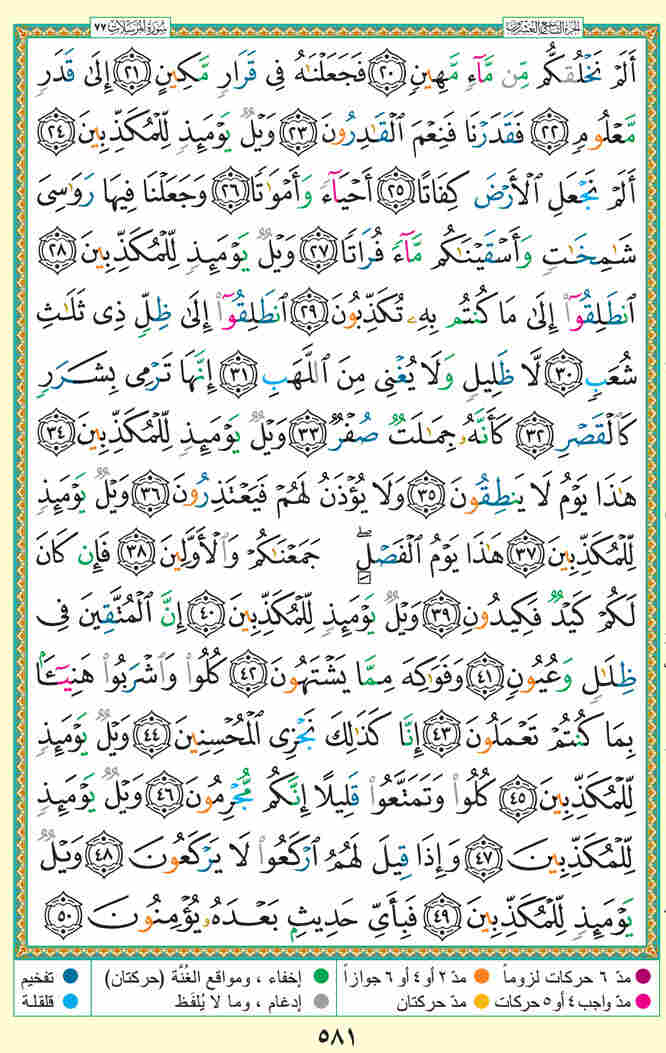 الجزء التاسع والعشرون
سُورَةُ المُرْسَلَاتِ ٧٧
أَلَمْ نَخْلُقكُّم مِّن مَّآءٍ مَّهِينٍ ٢٠ فَجَعَلْنَٰهُ فِى قَرَارٍ مَّكِينٍ ٢١ إِلَىٰ قَدَرٍ
مَّعْلُومٍ ٢٢ فَقَدَرْنَا فَنِعْمَ ٱلْقَٰدِرُونَ ٢٣ وَيْلٌ يَوْمَئِذٍ لِّلْمُكَذِّبِينَ ٢٤
أَلَمْ نَجْعَلِ ٱلْأَرْضَ كِفَاتًا ٢٥ أَحْيَآءً وَأَمْوَٰتًا ٢٦ وَجَعَلْنَا فِيهَا رَوَٰسِىَ
شَٰمِخَٰتٍ وَأَسْقَيْنَٰكُم مَّآءً فُرَاتًا ٢٧ وَيْلٌ يَوْمَئِذٍ لِّلْمُكَذِّبِينَ ٢٨
ٱنطَلِقُوٓا۟ إِلَىٰ مَا كُنتُم بِهِۦ تُكَذِّبُونَ ٢٩ ٱنطَلِقُوٓا۟ إِلَىٰ ظِلٍّ ذِى ثَلَٰثِ
شُعَبٍ ٣٠ لَّا ظَلِيلٍ وَلَا يُغْنِى مِنَ ٱللَّهَبِ ٣١ إِنَّهَا تَرْمِى بِشَرَرٍ
كَٱلْقَصْرِ ٣٢ كَأَنَّهُۥ جِمَٰلَتٌ صُفْرٌ ٣٣ وَيْلٌ يَوْمَئِذٍ لِّلْمُكَذِّبِينَ ٣٤
هَٰذَا يَوْمُ لَا يَنطِقُونَ ٣٥ وَلَا يُؤْذَنُ لَهُمْ فَيَعْتَذِرُونَ ٣٦ وَيْلٌ يَوْمَئِذٍ
لِّلْمُكَذِّبِينَ ٣٧ هَٰذَا يَوْمُ ٱلْفَصْلِ ۖ جَمَعْنَٰكُمْ وَٱلْأَوَّلِينَ ٣٨ فَإِن كَانَ
لَكُمْ كَيْدٌ فَكِيدُونِ ٣٩ وَيْلٌ يَوْمَئِذٍ لِّلْمُكَذِّبِينَ ٤٠ إِنَّ ٱلْمُتَّقِينَ فِى
ظِلَٰلٍ وَعُيُونٍ ٤١ وَفَوَٰكِهَ مِمَّا يَشْتَهُونَ ٤٢ كُلُوا۟ وَٱشْرَبُوا۟ هَنِيٓـًٔۢا
بِمَا كُنتُمْ تَعْمَلُونَ ٤٣ إِنَّا كَذَٰلِكَ نَجْزِى ٱلْمُحْسِنِينَ ٤٤ وَيْلٌ يَوْمَئِذٍ
لِّلْمُكَذِّبِينَ ٤٥ كُلُوا۟ وَتَمَتَّعُوا۟ قَلِيلًا إِنَّكُم مُّجْرِمُونَ ٤٦ وَيْلٌ يَوْمَئِذٍ
لِّلْمُكَذِّبِينَ ٤٧ وَإِذَا قِيلَ لَهُمُ ٱرْكَعُوا۟ لَا يَرْكَعُونَ ٤٨ وَيْلٌ
يَوْمَئِذٍ لِّلْمُكَذِّبِينَ ٤٩ فَبِأَىِّ حَدِيثٍۭ بَعْدَهُۥ يُؤْمِنُونَ ٥٠
مدّ ٦ حركات لزوماً مدّ ٢ أو ٤ أو ٦ جوازاً إخفاء ، ومواقع الغُنَّة (حركتان) تفخيم
مدّ واجب ٤ أو ٥ حركات مدّ حركتان إدغام ، وما لا يُلفَظ قلقلة
٥٨١